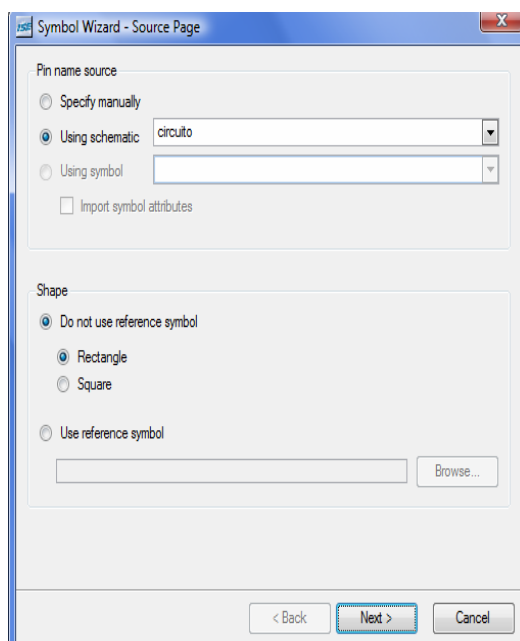 ISE Symbol Wizard - Source Page X
Pin name source
Specify manually
Using schematic circuito
Using symbol
Import symbol attributes
Shape
Do not use reference symbol
Rectangle
Square
Use reference symbol
Browse...
< Back Next > Cancel